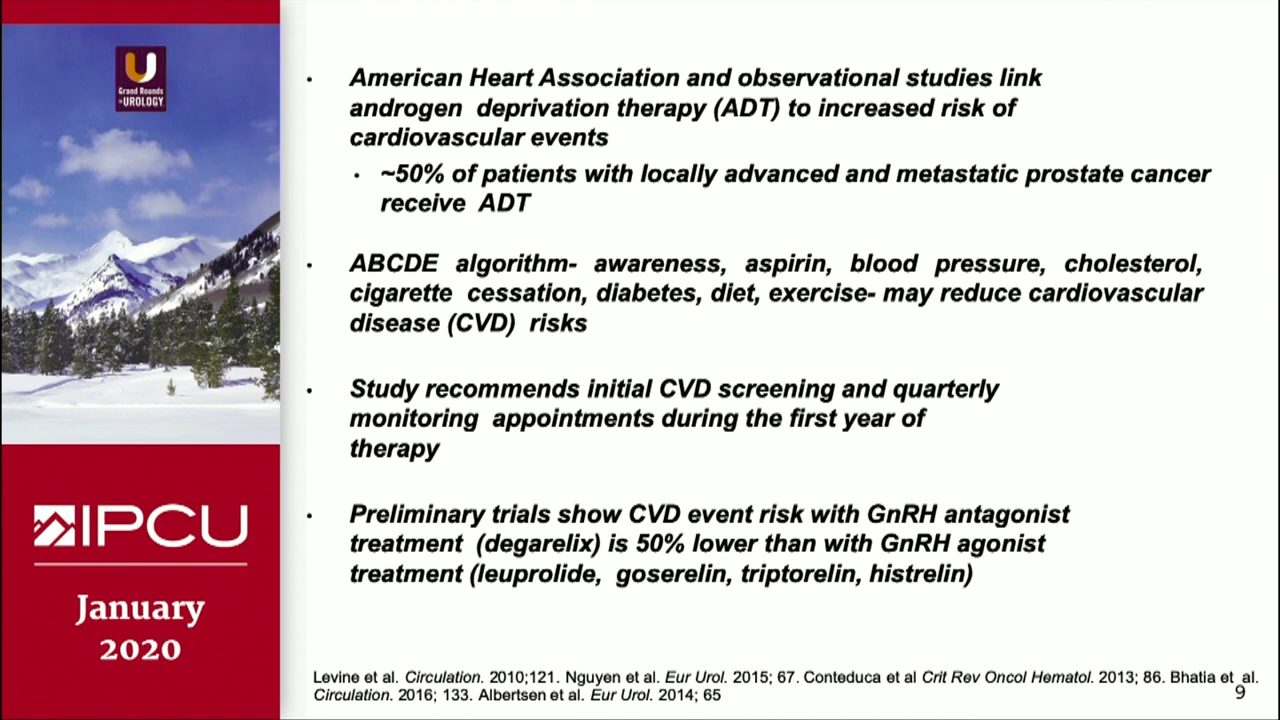 Grand Rounds
in UROLOGY
American Heart Association and observational studies link
androgen deprivation therapy (ADT) to increased risk of
cardiovascular events
~50% of patients with locally advanced and metastatic prostate cancer
receive ADT
ABCDE algorithm- awareness, aspirin, blood pressure, cholesterol,
cigarette cessation, diabetes, diet, exercise- may reduce cardiovascular
disease (CVD) risks
Study recommends initial CVD screening and quarterly
monitoring appointments during the first year of
therapy
Preliminary trials show CVD event risk with GnRH antagonist
treatment (degarelix) is 50% lower than with GnRH agonist
treatment (leuprolide, goserelin, triptorelin, histrelin)
IPCU
January
2020
Levine et al. Circulation. 2010;121. Nguyen et al. Eur Urol. 2015; 67. Conteduca et al Crit Rev Oncol Hematol. 2013; 86. Bhatia et al.
Circulation. 2016; 133. Albertsen et al. Eur Urol. 2014; 65
9